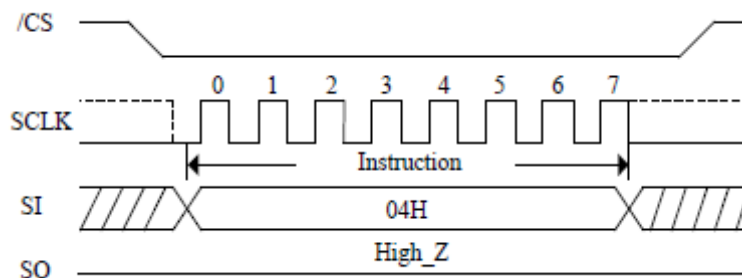 /CS
0 1 2 3 4 5 6 7
SCLK
Instruction
SI
04H
High_Z
SO